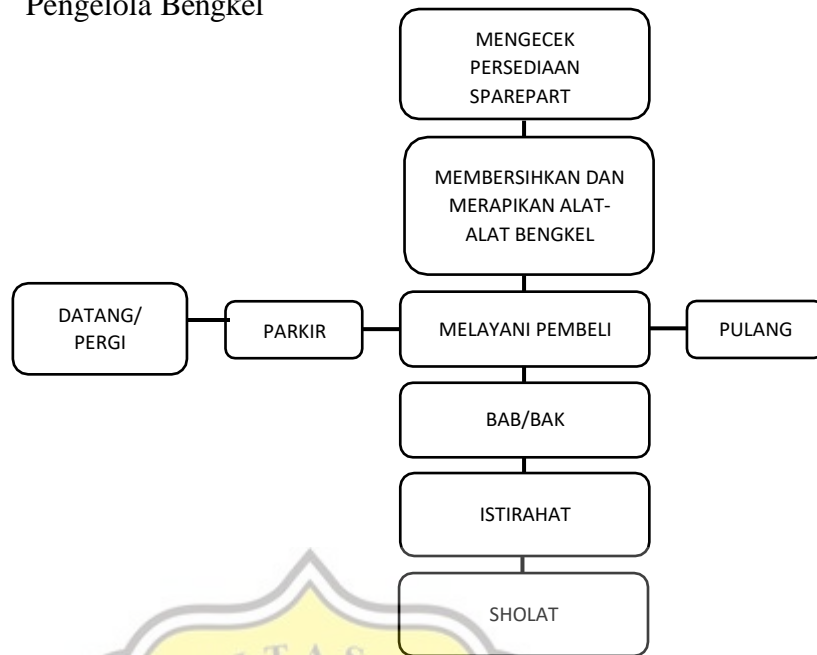 Pengelola Bengkel
MENGECEK
PERSEDIAAN
SPAREPART
MEMBERSIHKAN DAN
MERAPIKAN ALAT-
ALAT BENGKEL
DATANG/
PERGI
PARKIR
MELAYANI PEMBELI
PULANG
BAB/BAK
ISTIRAHAT
SHOLAT
ITAS